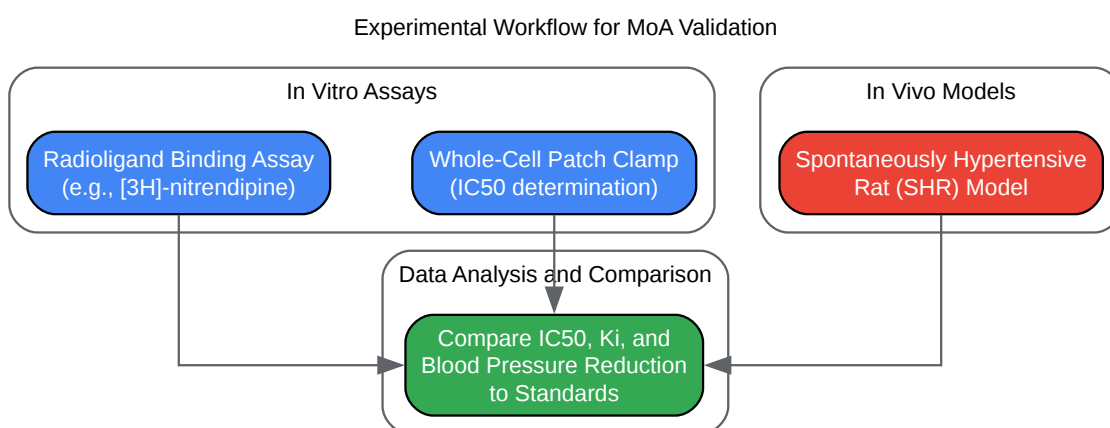 Experimental Workflow for MoA Validation
In Vitro Assays
In Vivo Models
Radioligand Binding Assay
(e.g., [3H]-nitrendipine)
Whole-Cell Patch Clamp
(IC50 determination)
Spontaneously Hypertensive
Rat (SHR) Model
Data Analysis and Comparison
Compare IC50, Ki, and
Blood Pressure Reduction
to Standards